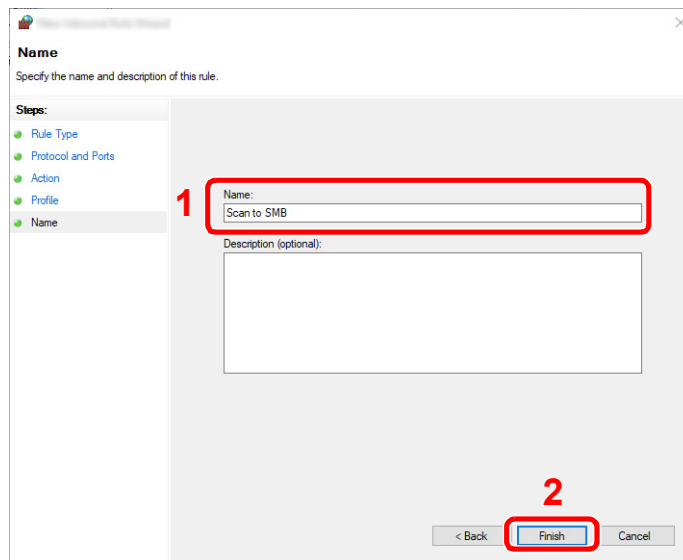 Name
Specify the name and description of this rule.
Steps:
Rule Type
Protocol and Ports
Action
Profile
Name
1
Name:
Scan to SMB
Description (optional):
2
< Back
Finish
Cancel